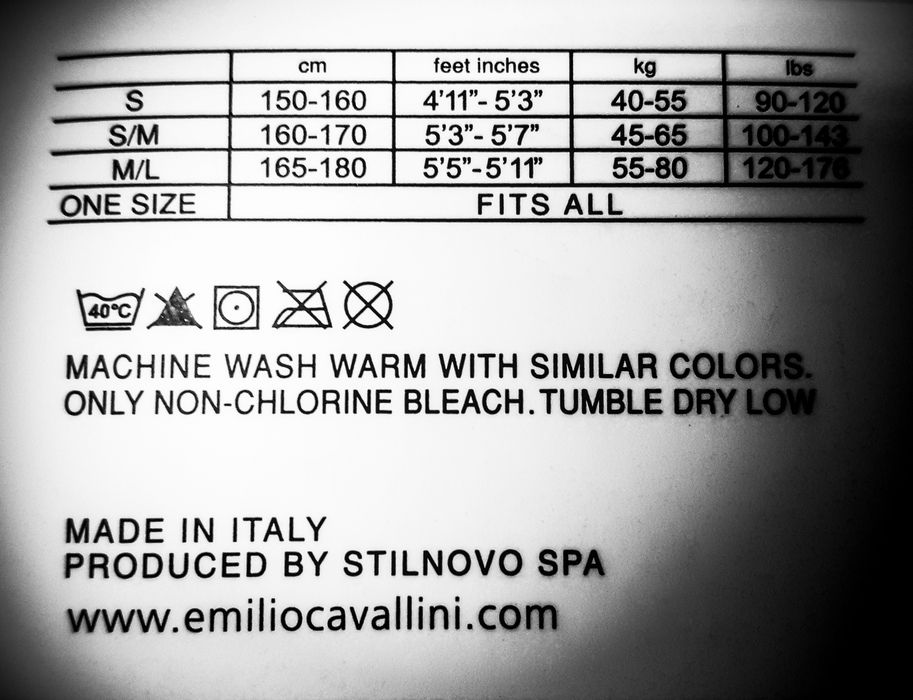 cm feet inches kg lbs
S 150-160 4'11"- 5'3" 40-55 90-120
S/M 160-170 5'3"- 5'7" 45-65 100-143
M/L 165-180 5'5"-5'11" 55-80 120-176
ONE SIZE FITS ALL
40°C
MACHINE WASH WARM WITH SIMILAR COLORS.
ONLY NON-CHLORINE BLEACH. TUMBLE DRY LOW
MADE IN ITALY
PRODUCED BY STILNOVO SPA
www.emiliocavallini.com